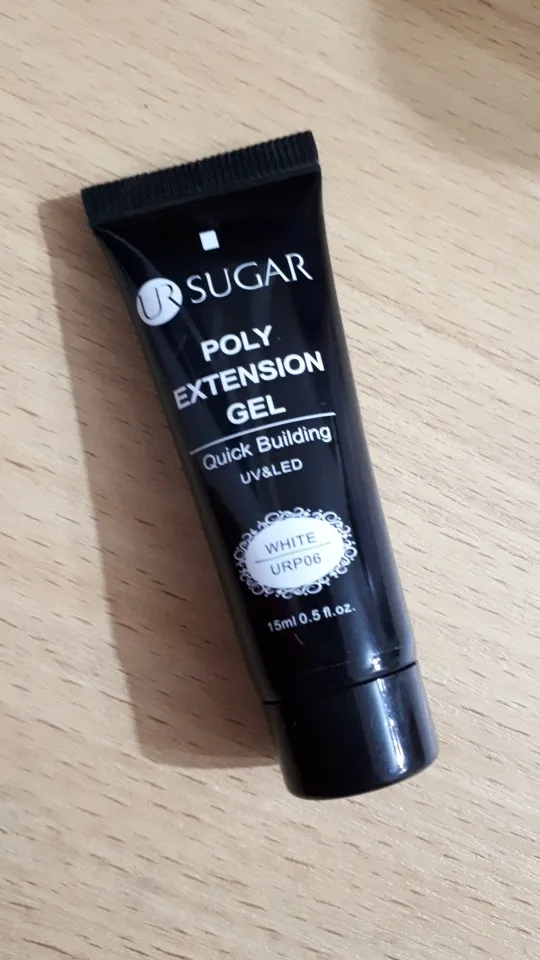 UR SUGAR
POLY
EXTENSION
GEL
Quick Building
UV&LED
WHITE
URP06
15ml 0.5 fl.oz.